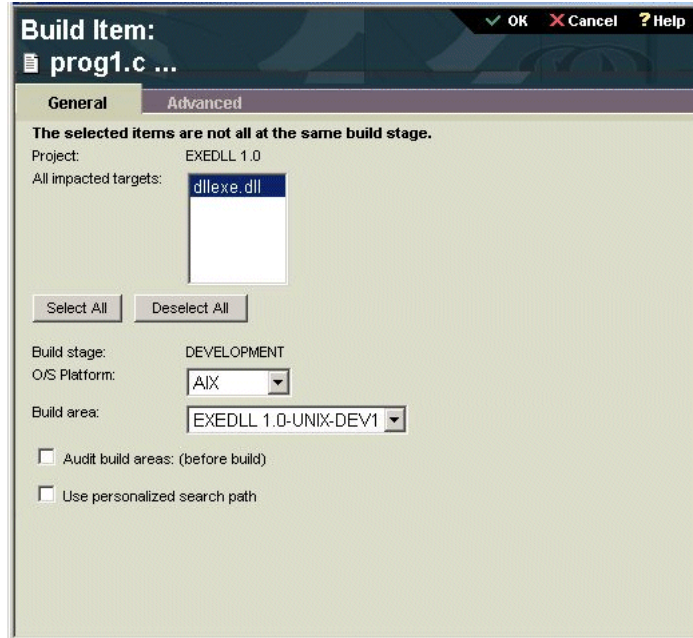 Build Item:
prog1.c ...
OK Cancel ? Help
General Advanced
The selected items are not all at the same build stage.
Project: EXEDLL 1.0
All impacted targets: dllexe.dll
Select All Deselect All
Build stage: DEVELOPMENT
O/S Platform: AIX
Build area: EXEDLL 1.0-UNIX-DEV1
Audit build areas: (before build)
Use personalized search path